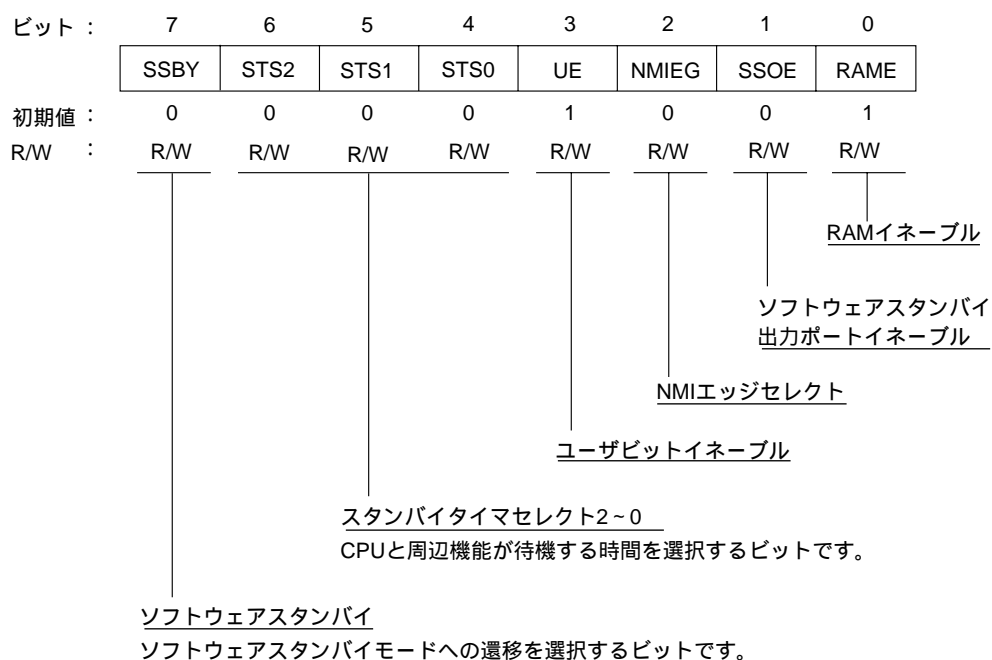 ビット： 7 6 5 4 3 2 1 0
SSBY STS2 STS1 STS0 UE NMIEG SSOE RAME
初期値： 0 0 0 0 1 0 0 1
R/W ： R/W R/W R/W R/W R/W R/W R/W R/W
RAMイネーブル
ソフトウェアスタンバイ
出力ポートイネーブル
NMIエッジセレクト
ユーザビットイネーブル
スタンバイタイマセレクト2～0
CPUと周辺機能が待機する時間を選択するビットです。
ソフトウェアスタンバイ
ソフトウェアスタンバイモードへの遷移を選択するビットです。